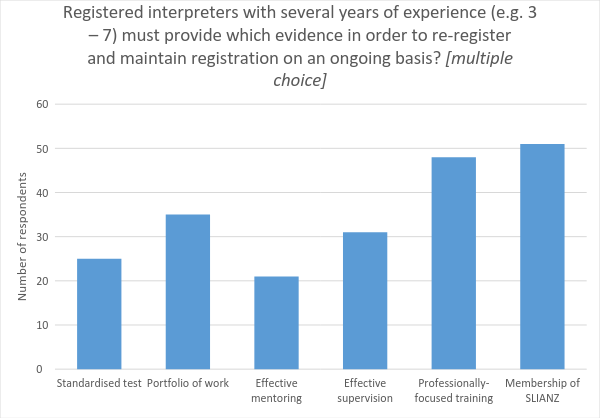 Registered interpreters with several years of experience (e.g. 3
– 7) must provide which evidence in order to re-register
and maintain registration on an ongoing basis? [multiple
choice]
60
50
40
30
20
10
0
Number of respondents
Standardised test
Portfolio of work
Effective
mentoring
Effective
supervision
Professionally-
focused training
Membership of
SLIANZ